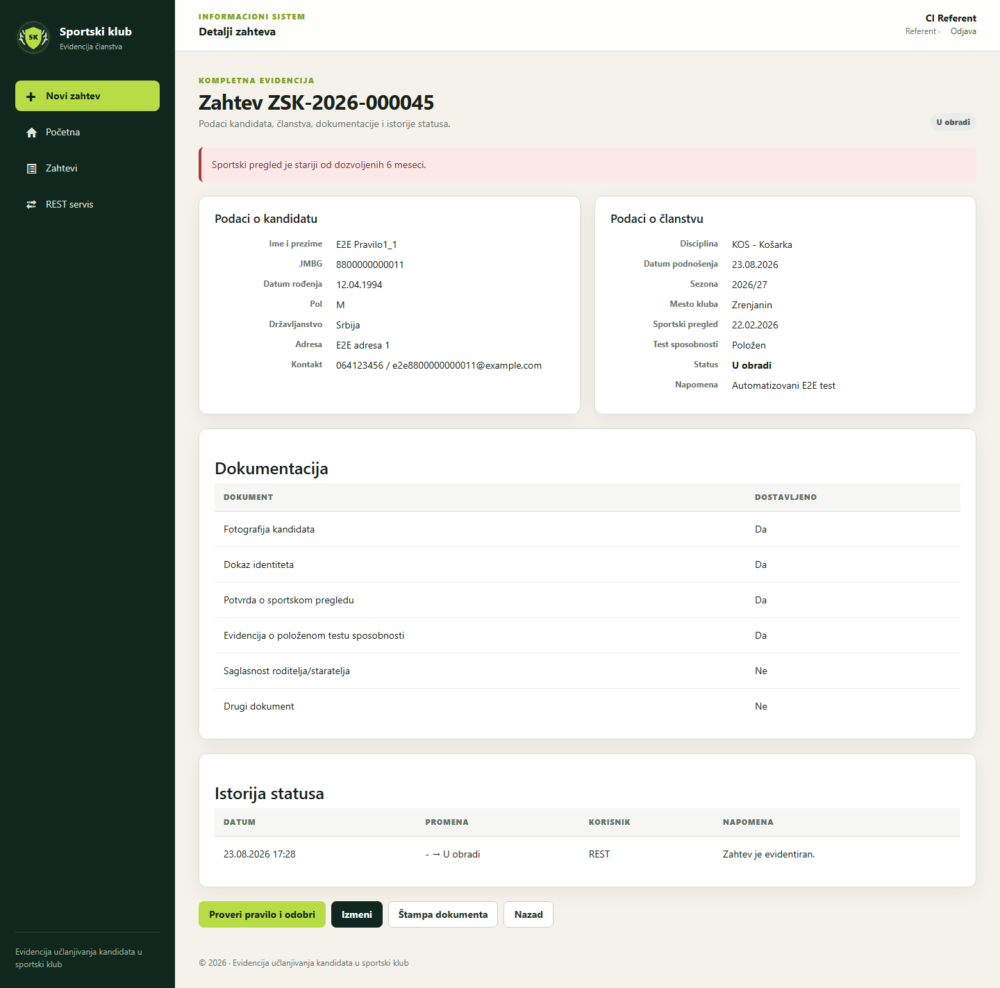 SK
Sportski klub
Evidencija članstva
Novi zahtev
Početna
Zahtevi
REST servis
Evidencija učlanjivanja kandidata u
sportski klub
INFORMACIONI SISTEM
Detalji zahteva
CI Referent
Referent · Odjava
KOMPLETNA EVIDENCIJA
Zahtev ZSK-2026-000045
Podaci kandidata, članstva, dokumentacije i istorije statusa.
U obradi
Sportski pregled je stariji od dozvoljenih 6 meseci.
Podaci o kandidatu
Ime i prezime E2E Pravilo1_1
JMBG 8800000000011
Datum rođenja 12.04.1994
Pol M
Državljanstvo Srbija
Adresa E2E adresa 1
Kontakt 064123456 / e2e8800000000011@example.com
Podaci o članstvu
Disciplina KOS - Košarka
Datum podnošenja 23.08.2026
Sezona 2026/27
Mesto kluba Zrenjanin
Sportski pregled 22.02.2026
Test sposobnosti Položen
Status U obradi
Napomena Automatizovani E2E test
Dokumentacija
DOKUMENT DOSTAVLJENO
Fotografija kandidata Da
Dokaz identiteta Da
Potvrda o sportskom pregledu Da
Evidencija o položenom testu sposobnosti Da
Saglasnost roditelja/staratelja Ne
Drugi dokument Ne
Istorija statusa
DATUM PROMENA KORISNIK NAPOMENA
23.08.2026 17:28 - → U obradi REST Zahtev je evidentiran.
Proveri pravilo i odobri Izmeni Štampa dokumenta Nazad
© 2026 · Evidencija učlanjivanja kandidata u sportski klub